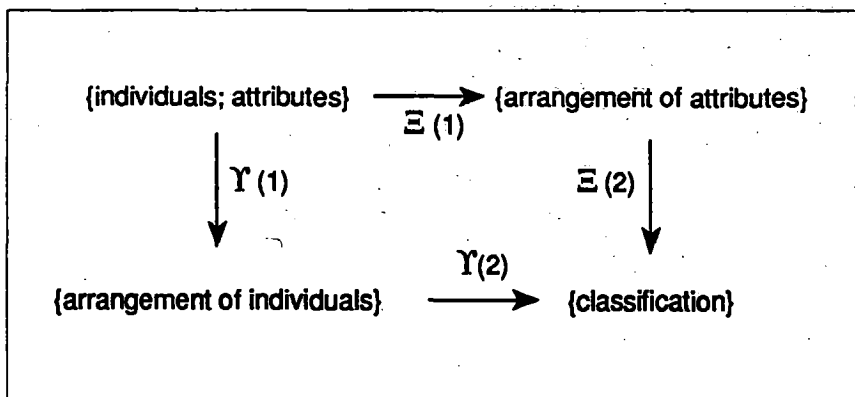 {individuals; attributes} {arrangement of attributes}
Ξ (1)
ϒ (1) Ξ (2)
ϒ(2)
{arrangement of individuals} {classification}